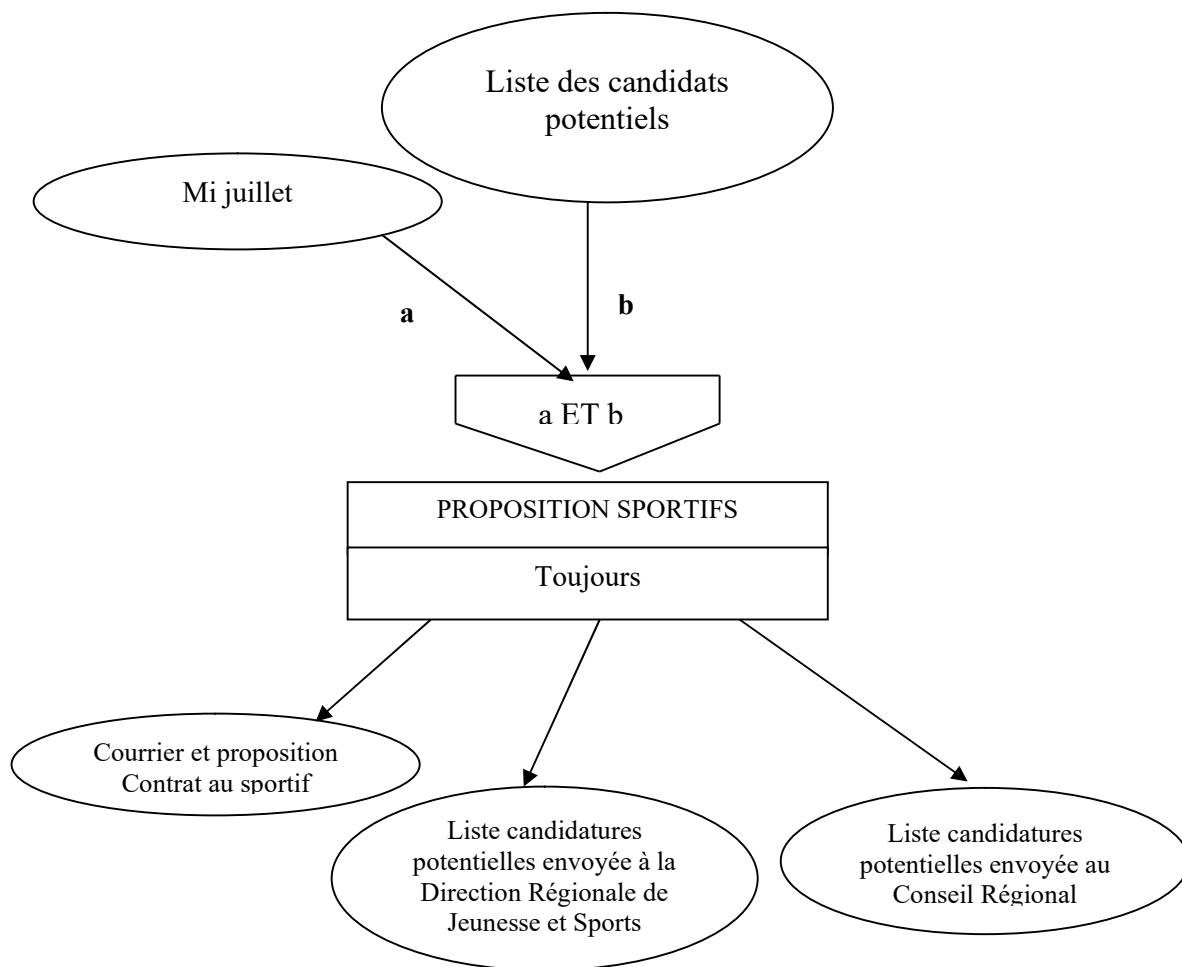 Liste des candidats
potentiels
Mi juillet
a
b
a ET b
PROPOSITION SPORTIFS
Toujours
Courrier et proposition
Contrat au sportif
Liste candidatures
potentielles envoyée à la
Direction Régionale de
Jeunesse et Sports
Liste candidatures
potentielles envoyée au
Conseil Régional